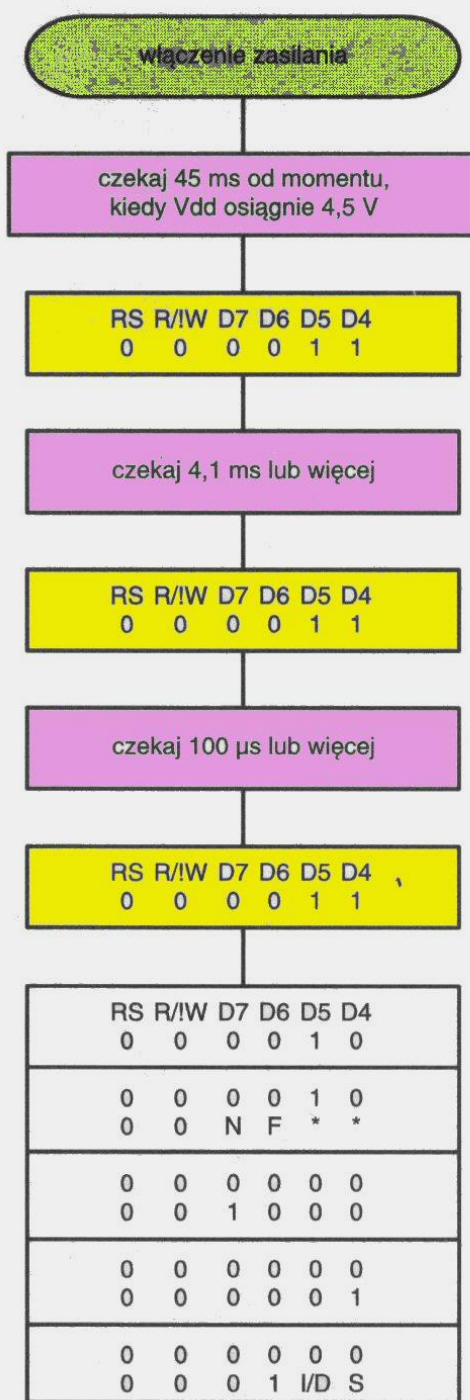 włączenie zasilania
czekaj 45 ms od momentu,
kiedy Vdd osiągnie 4,5 V
RS R/!W D7 D6 D5 D4
0 0 0 0 1 1
czekaj 4,1 ms lub więcej
RS R/!W D7 D6 D5 D4
0 0 0 0 1 1
czekaj 100 µs lub więcej
RS R/!W D7 D6 D5 D4
0 0 0 0 1 1
RS R/!W D7 D6 D5 D4
0 0 0 0 1 0
0 0 0 0 1 0
0 0 N F * *
0 0 0 0 0 0
0 0 1 0 0 0
0 0 0 0 0 0
0 0 0 0 0 1
0 0 0 0 0 0
0 0 0 1 I/D S